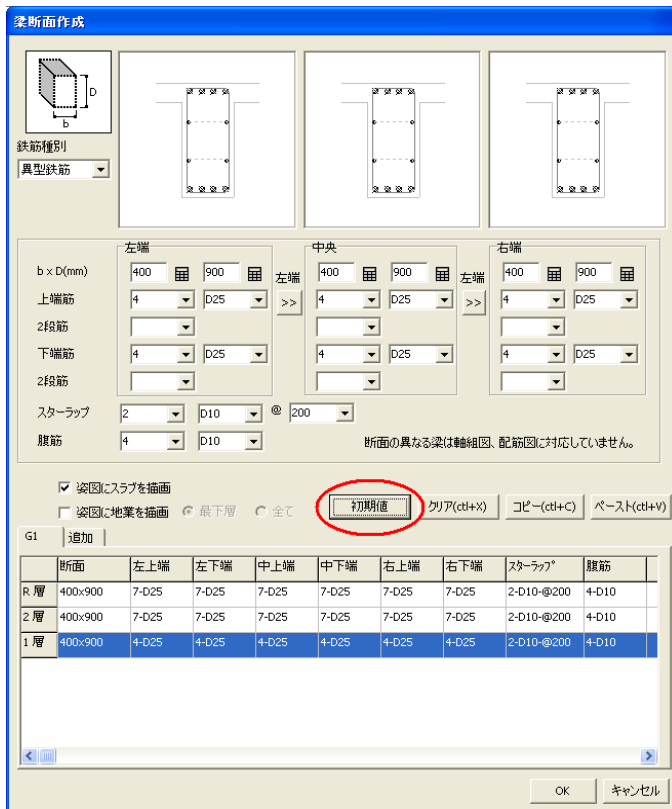 梁断面作成
D
b
鉄筋種別
異型鉄筋
左端 中央 右端
b x D(mm) 400 900 左端 400 900 左端 400 900
上端筋 4 D25 >> 4 D25 >> 4 D25
2段筋
下端筋 4 D25 4 D25 4 D25
2段筋
スターラップ 2 D10 @ 200
腹筋 4 D10 断面の異なる梁は軸組図、配筋図に対応していません。
姿図にスラブを描画
姿図に地業を描画 最下層 全て 初期値 クリア(ctl+X) コピー(ctl+C) ペースト(ctl+V)
G1 追加
断面 左上端 左下端 中上端 中下端 右上端 右下端 スターラップ 腹筋
R 層 400x900 7-D25 7-D25 7-D25 7-D25 7-D25 7-D25 2-D10-@200 4-D10
2 層 400x900 7-D25 7-D25 7-D25 7-D25 7-D25 7-D25 2-D10-@200 4-D10
1 層 400x900 4-D25 4-D25 4-D25 4-D25 4-D25 4-D25 2-D10-@200 4-D10
OK キャンセル